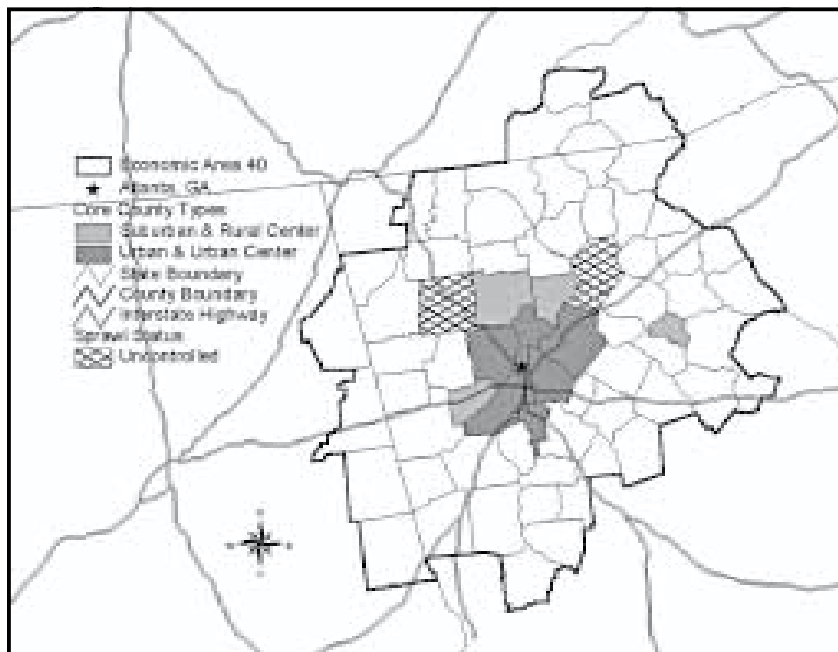 Economic Area 40
Atlanta, GA
Core County Types
Suburban & Rural Center
Urban & Urban Center
State Boundary
County Boundary
Interstate Highway
Sprawl Status
Uncontrolled